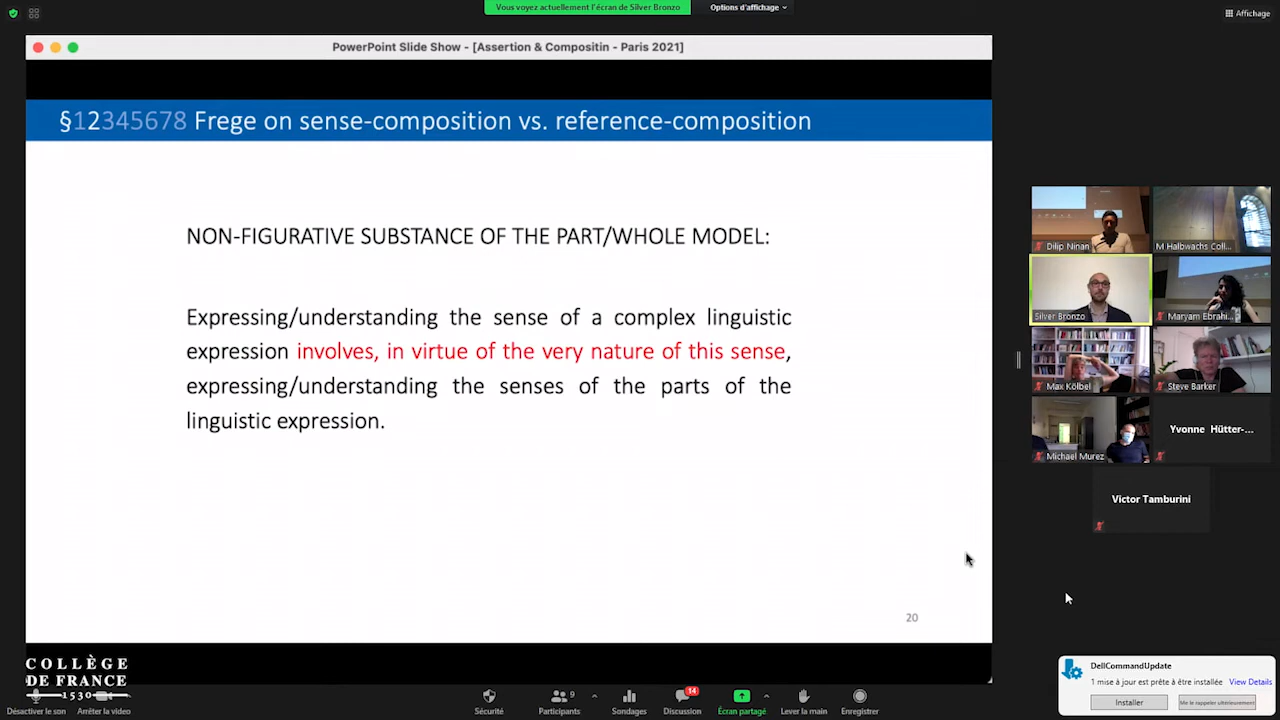 Vous voyez actuellement l'écran de Silver Bronzo
Options d'affichage
Affichage
PowerPoint Slide Show - [Assertion & Compositin - Paris 2021]
§12345678 Frege on sense-composition vs. reference-composition
NON-FIGURATIVE SUBSTANCE OF THE PART/WHOLE MODEL:
Expressing/understanding the sense of a complex linguistic
expression involves, in virtue of the very nature of this sense,
expressing/understanding the senses of the parts of the
linguistic expression.
20
Dilip Ninan
M Halbwachs Coll...
Silver Bronzo
Maryam Ebrahi...
Max Kölbel
Steve Barker
Michael Murez
Yvonne Hütter-...
Victor Tamburini
COLLÈGE
DE FRANCE
1530
DellCommandUpdate
1 mise à jour est prête à être installée
View Details
Installer
Me le rappeler ultérieurement
Désactiver le son
Arrêter la vidéo
Sécurité
9
Participants
Sondages
14
Discussion
Écran partagé
Lever la main
Enregistrer